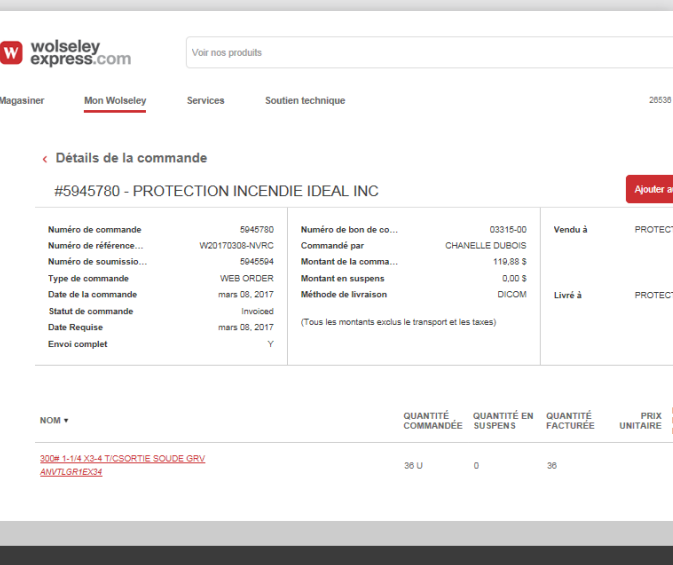 W wolseley
express.com
Voir nos produits
Magasiner Mon Wolseley Services Soutien technique 26536
‹ Détails de la commande
#5945780 - PROTECTION INCENDIE IDEAL INC
Ajouter a
Numéro de commande 5945780
Numéro de référence... W20170308-NVRC
Numéro de soumissio... 5945594
Type de commande WEB ORDER
Date de la commande mars 08, 2017
Statut de commande Invoiced
Date Requise mars 08, 2017
Envoi complet Y
Numéro de bon de co... 03315-00
Commandé par CHANELLE DUBOIS
Montant de la comma... 119,88 $
Montant en suspens 0,00 $
Méthode de livraison DICOM
(Tous les montants exclus le transport et les taxes)
Vendu à PROTECT
Livré à PROTECT
NOM ▾ QUANTITÉ COMMANDÉE QUANTITÉ EN SUSPENS QUANTITÉ FACTURÉE PRIX UNITAIRE
300# 1-1/4 X3-4 T/CSORTIE SOUDE GRV
ANVTLGR1EX34
36 U 0 36